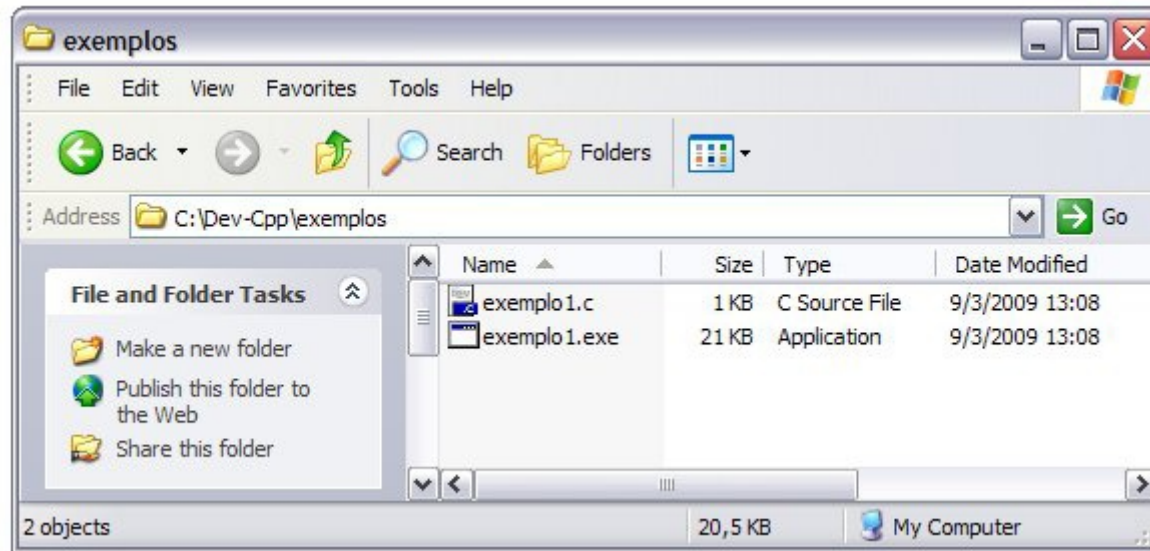 exemplos
File Edit View Favorites Tools Help
Back Search Folders
Address C:\Dev-Cpp\exemplos Go
Name Size Type Date Modified
File and Folder Tasks
exemplo1.c 1 KB C Source File 9/3/2009 13:08
exemplo1.exe 21 KB Application 9/3/2009 13:08
Make a new folder
Publish this folder to
the Web
Share this folder
2 objects 20,5 KB My Computer